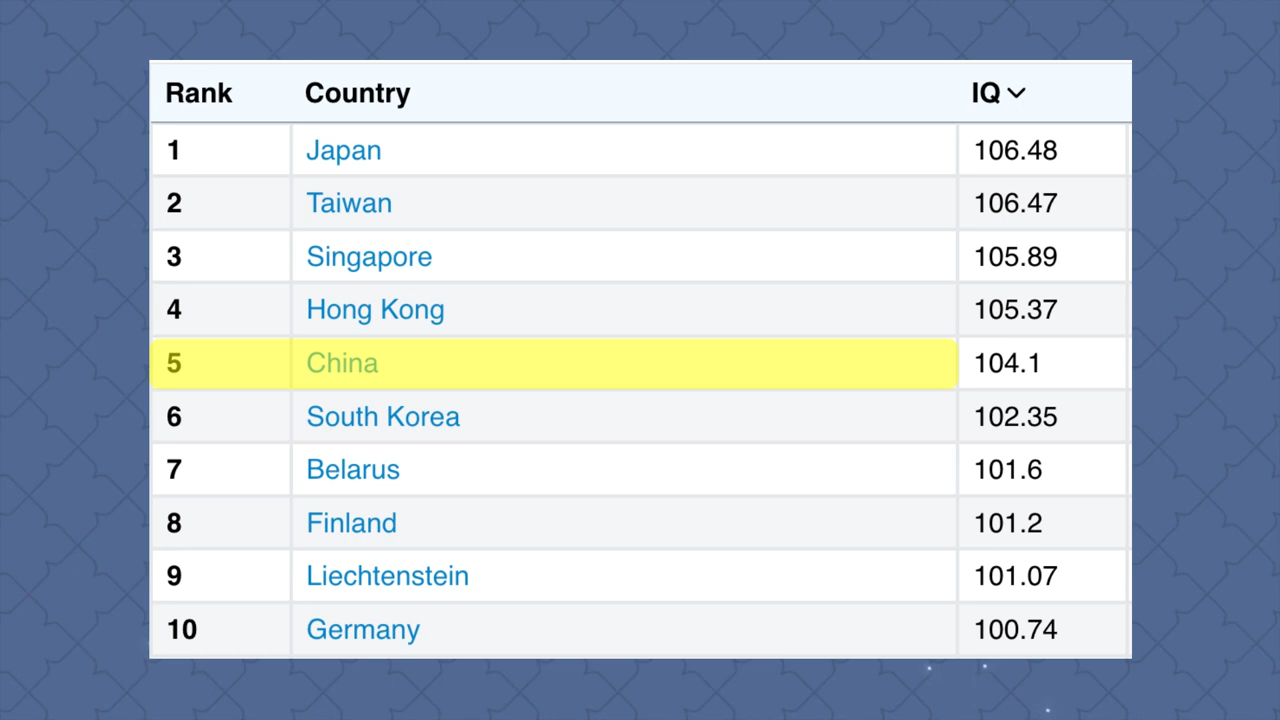 Rank Country IQ
1 Japan 106.48
2 Taiwan 106.47
3 Singapore 105.89
4 Hong Kong 105.37
5 China 104.1
6 South Korea 102.35
7 Belarus 101.6
8 Finland 101.2
9 Liechtenstein 101.07
10 Germany 100.74